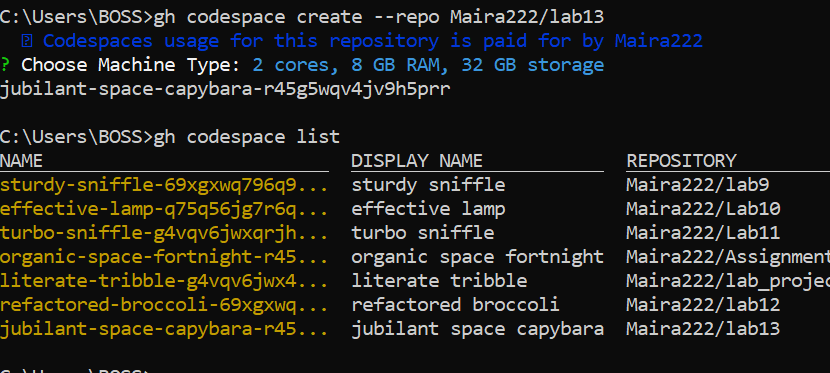 C:\Users\BOSS>gh codespace create --repo Maira222/lab13
Codespaces usage for this repository is paid for by Maira222
? Choose Machine Type: 2 cores, 8 GB RAM, 32 GB storage
jubilant-space-capybara-r45g5wqv4jv9h5prr
C:\Users\BOSS>gh codespace list
NAME DISPLAY NAME REPOSITORY
sturdy-sniffle-69xgxwq796q9... sturdy sniffle Maira222/lab9
effective-lamp-q75q56jg7r6q... effective lamp Maira222/Lab10
turbo-sniffle-g4vqv6jwxqrjh... turbo sniffle Maira222/Lab11
organic-space-fortnight-r45... organic space fortnight Maira222/Assignment
literate-tribble-g4vqv6jwx4... literate tribble Maira222/lab_projec
refactored-broccoli-69xgxwq... refactored broccoli Maira222/lab12
jubilant-space-capybara-r45... jubilant space capybara Maira222/lab13